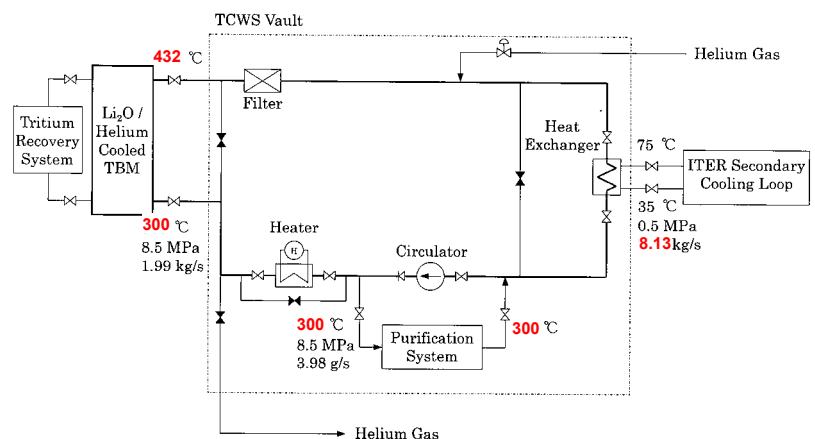 TCWS Vault
432 ℃
Helium Gas
Filter
Li₂O /
Helium
Cooled
TBM
Tritium
Recovery
System
Heat
Exchanger
75 ℃
ITER Secondary
Cooling Loop
35 ℃
0.5 MPa
8.13kg/s
300 ℃
8.5 MPa
1.99 kg/s
Heater
H
Circulator
300 ℃
8.5 MPa
3.98 g/s
Purification
System
300 ℃
Helium Gas